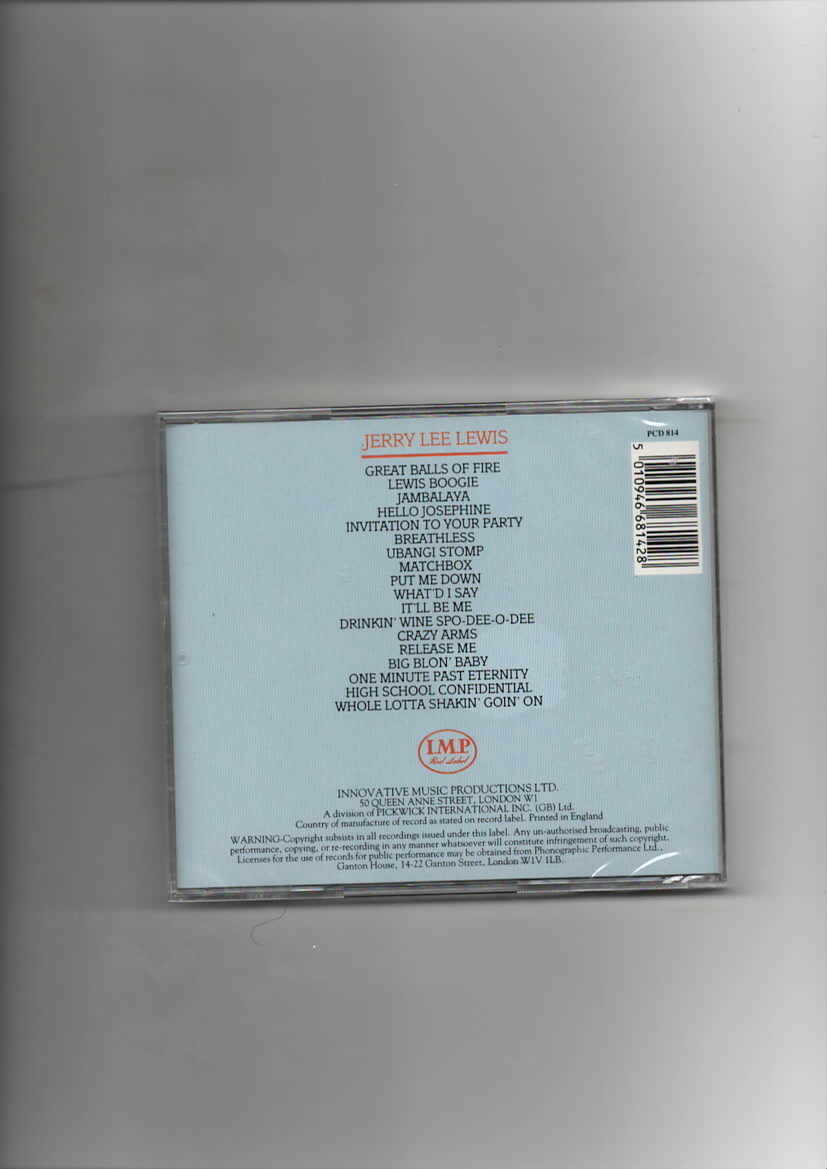 JERRY LEE LEWIS
PCD 814
GREAT BALLS OF FIRE
LEWIS BOOGIE
JAMBALAYA
HELLO JOSEPHINE
INVITATION TO YOUR PARTY
BREATHLESS
UBANGI STOMP
MATCHBOX
PUT ME DOWN
WHAT'D I SAY
IT'LL BE ME
DRINKIN' WINE SPO-DEE-O-DEE
CRAZY ARMS
RELEASE ME
BIG BLON' BABY
ONE MINUTE PAST ETERNITY
HIGH SCHOOL CONFIDENTIAL
WHOLE LOTTA SHAKIN' GOIN' ON
5 010946 681428
I.M.P
Red Label
INNOVATIVE MUSIC PRODUCTIONS LTD.
50 QUEEN ANNE STREET, LONDON W1
A division of PICKWICK INTERNATIONAL INC. (GB) Ltd.
Country of manufacture of record as stated on record label. Printed in England
WARNING-Copyright subsists in all recordings issued under this label. Any un-authorised broadcasting, public
performance, copying, or re-recording in any manner whatsoever will constitute infringement of such copyright.
Licenses for the use of records for public performance may be obtained from Phonographic Performance Ltd.,
Ganton House, 14-22 Ganton Street, London W1V 1LB.